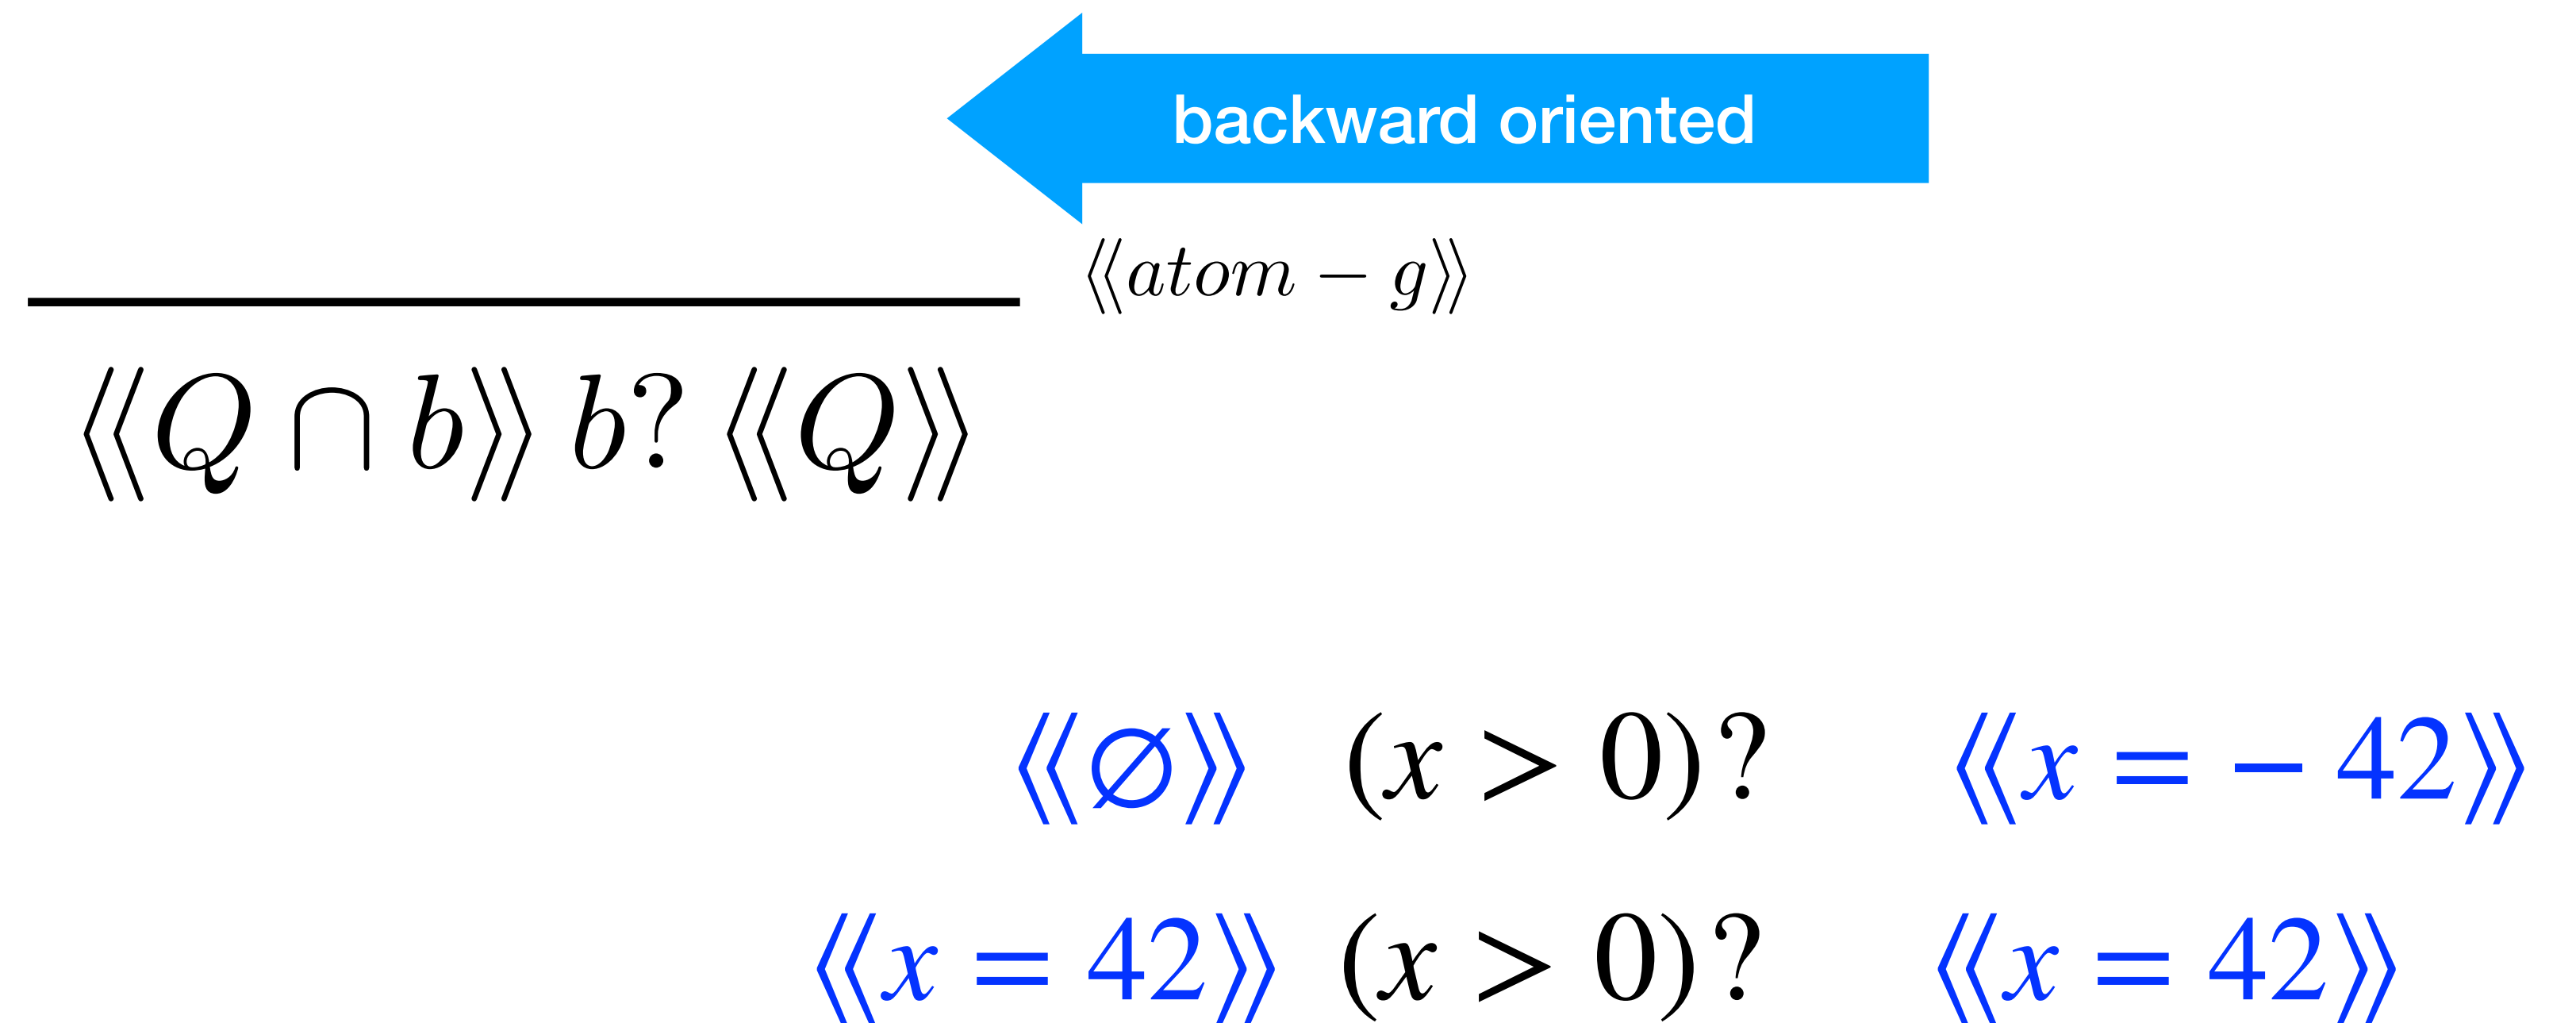 backward oriented
⟪atom − g⟫
⟪Q ∩ b⟫ b? ⟪Q⟫
⟪∅⟫ (x > 0)? ⟪x = − 42⟫
⟪x = 42⟫ (x > 0)? ⟪x = 42⟫